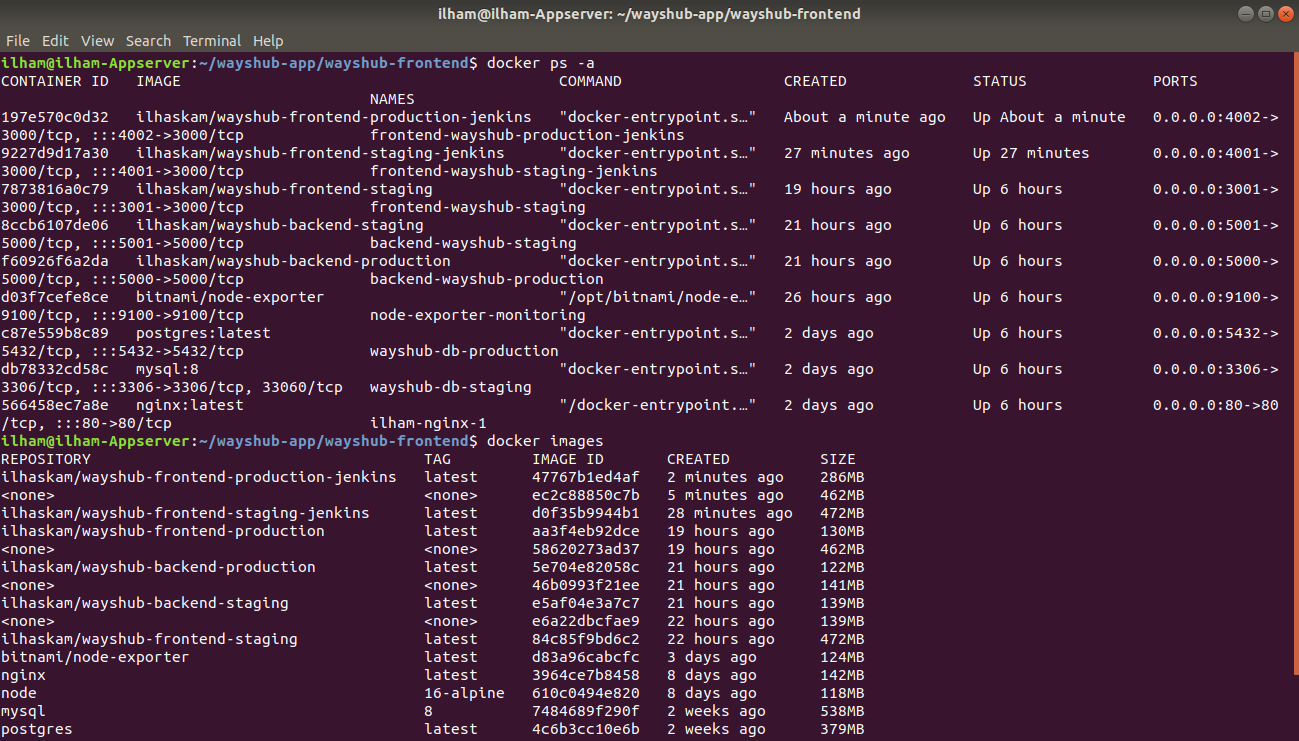 ilham@ilham-Appserver: ~/wayshub-app/wayshub-frontend
File Edit View Search Terminal Help
ilham@ilham-Appserver:~/wayshub-app/wayshub-frontend$ docker ps -a
CONTAINER ID   IMAGE                                          COMMAND                  CREATED              STATUS              PORTS
                                         NAMES
197e570c0d32   ilhaskam/wayshub-frontend-production-jenkins   "docker-entrypoint.s…"   About a minute ago   Up About a minute   0.0.0.0:4002->
3000/tcp, :::4002->3000/tcp              frontend-wayshub-production-jenkins
9227d9d17a30   ilhaskam/wayshub-frontend-staging-jenkins      "docker-entrypoint.s…"   27 minutes ago       Up 27 minutes       0.0.0.0:4001->
3000/tcp, :::4001->3000/tcp              frontend-wayshub-staging-jenkins
7873816a0c79   ilhaskam/wayshub-frontend-staging              "docker-entrypoint.s…"   19 hours ago         Up 6 hours          0.0.0.0:3001->
3000/tcp, :::3001->3000/tcp              frontend-wayshub-staging
8ccb6107de06   ilhaskam/wayshub-backend-staging               "docker-entrypoint.s…"   21 hours ago         Up 6 hours          0.0.0.0:5001->
5000/tcp, :::5001->5000/tcp              backend-wayshub-staging
f60926f6a2da   ilhaskam/wayshub-backend-production            "docker-entrypoint.s…"   21 hours ago         Up 6 hours          0.0.0.0:5000->
5000/tcp, :::5000->5000/tcp              backend-wayshub-production
d03f7cefe8ce   bitnami/node-exporter                          "/opt/bitnami/node-e…"   26 hours ago         Up 6 hours          0.0.0.0:9100->
9100/tcp, :::9100->9100/tcp              node-exporter-monitoring
c87e559b8c89   postgres:latest                                "docker-entrypoint.s…"   2 days ago           Up 6 hours          0.0.0.0:5432->
5432/tcp, :::5432->5432/tcp              wayshub-db-production
db78332cd58c   mysql:8                                        "docker-entrypoint.s…"   2 days ago           Up 6 hours          0.0.0.0:3306->
3306/tcp, :::3306->3306/tcp, 33060/tcp   wayshub-db-staging
566458ec7a8e   nginx:latest                                   "/docker-entrypoint.…"   2 days ago           Up 6 hours          0.0.0.0:80->80
/tcp, :::80->80/tcp                      ilham-nginx-1
ilham@ilham-Appserver:~/wayshub-app/wayshub-frontend$ docker images
REPOSITORY                                     TAG         IMAGE ID       CREATED          SIZE
ilhaskam/wayshub-frontend-production-jenkins   latest      47767b1ed4af   2 minutes ago    286MB
<none>                                         <none>      ec2c88850c7b   5 minutes ago    462MB
ilhaskam/wayshub-frontend-staging-jenkins      latest      d0f35b9944b1   28 minutes ago   472MB
ilhaskam/wayshub-frontend-production           latest      aa3f4eb92dce   19 hours ago     130MB
<none>                                         <none>      58620273ad37   19 hours ago     462MB
ilhaskam/wayshub-backend-production            latest      5e704e82058c   21 hours ago     122MB
<none>                                         <none>      46b0993f21ee   21 hours ago     141MB
ilhaskam/wayshub-backend-staging               latest      e5af04e3a7c7   21 hours ago     139MB
<none>                                         <none>      e6a22dbcfae9   22 hours ago     139MB
ilhaskam/wayshub-frontend-staging              latest      84c85f9bd6c2   22 hours ago     472MB
bitnami/node-exporter                          latest      d83a96cabcfc   3 days ago       124MB
nginx                                          latest      3964ce7b8458   8 days ago       142MB
node                                           16-alpine   610c0494e820   8 days ago       118MB
mysql                                          8           7484689f290f   2 weeks ago      538MB
postgres                                       latest      4c6b3cc10e6b   2 weeks ago      379MB